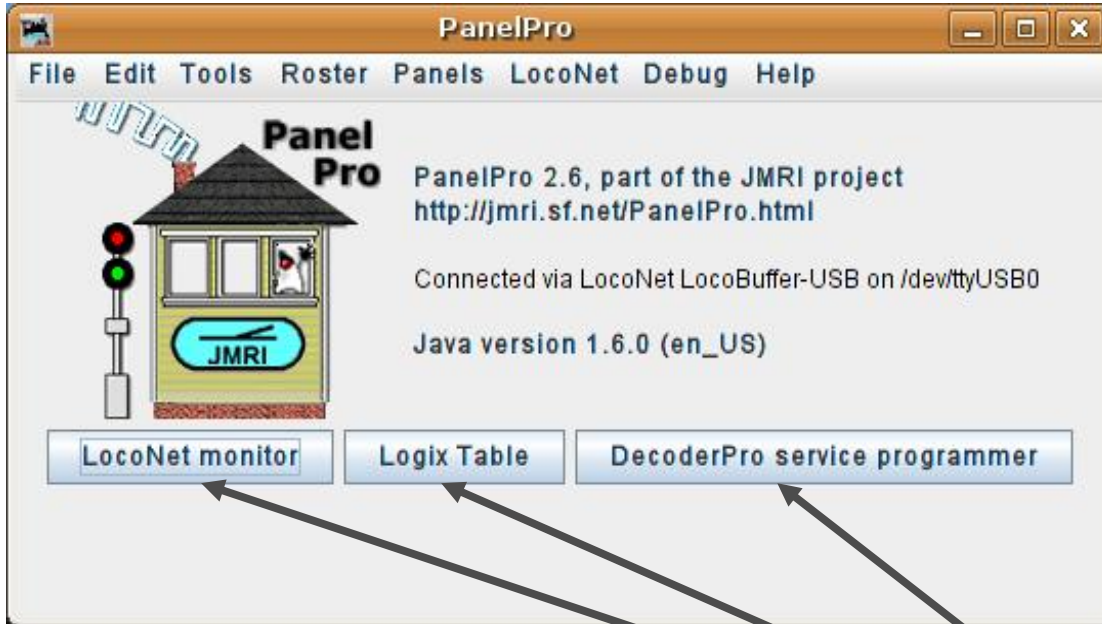 PanelPro
File Edit Tools Roster Panels LocoNet Debug Help
Panel
Pro
PanelPro 2.6, part of the JMRI project
http://jmri.sf.net/PanelPro.html
Connected via LocoNet LocoBuffer-USB on /dev/ttyUSB0
Java version 1.6.0 (en_US)
JMRI
LocoNet monitor Logix Table DecoderPro service programmer